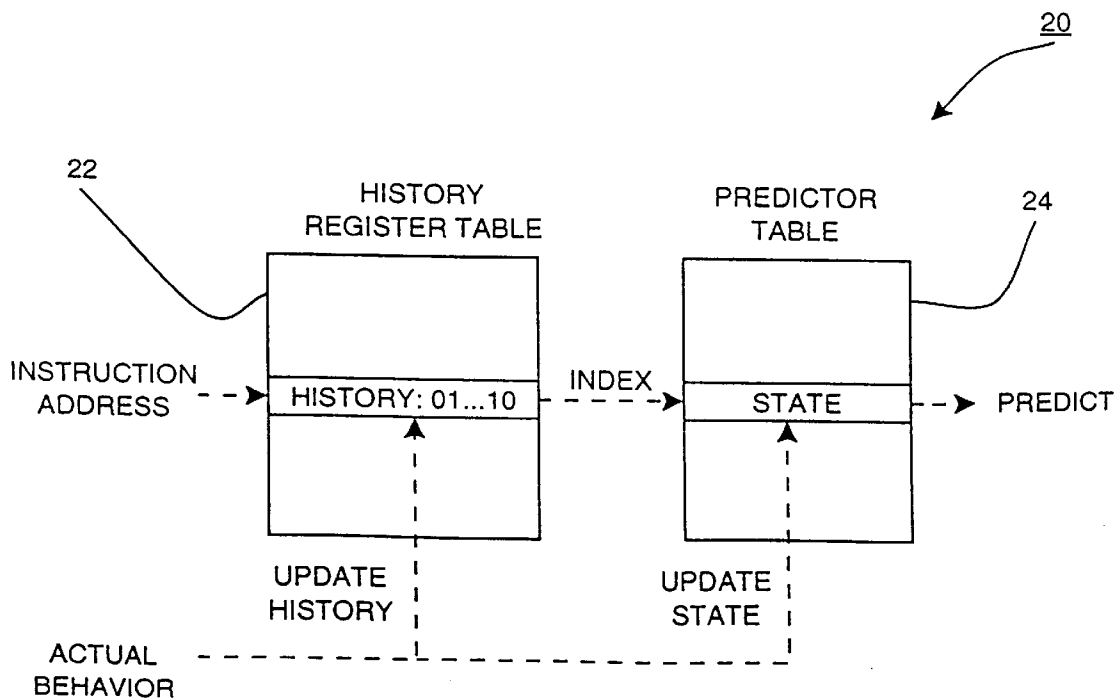 20
22
HISTORY
REGISTER TABLE
PREDICTOR
TABLE
24
INSTRUCTION
ADDRESS
HISTORY: 01...10
INDEX
STATE
PREDICT
UPDATE
HISTORY
UPDATE
STATE
ACTUAL
BEHAVIOR